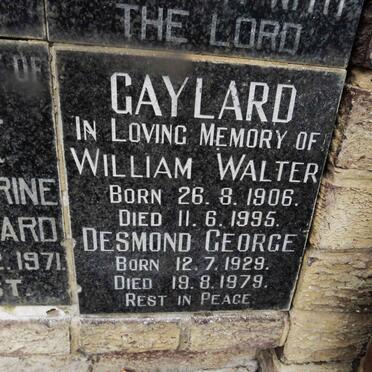 THE LORD
GAYLARD
IN LOVING MEMORY OF
WILLIAM WALTER
BORN 26.3.1906.
DIED 11.6.1995.
DESMOND GEORGE
BORN 12.7.1929.
DIED 19.8.1979.
REST IN PEACE